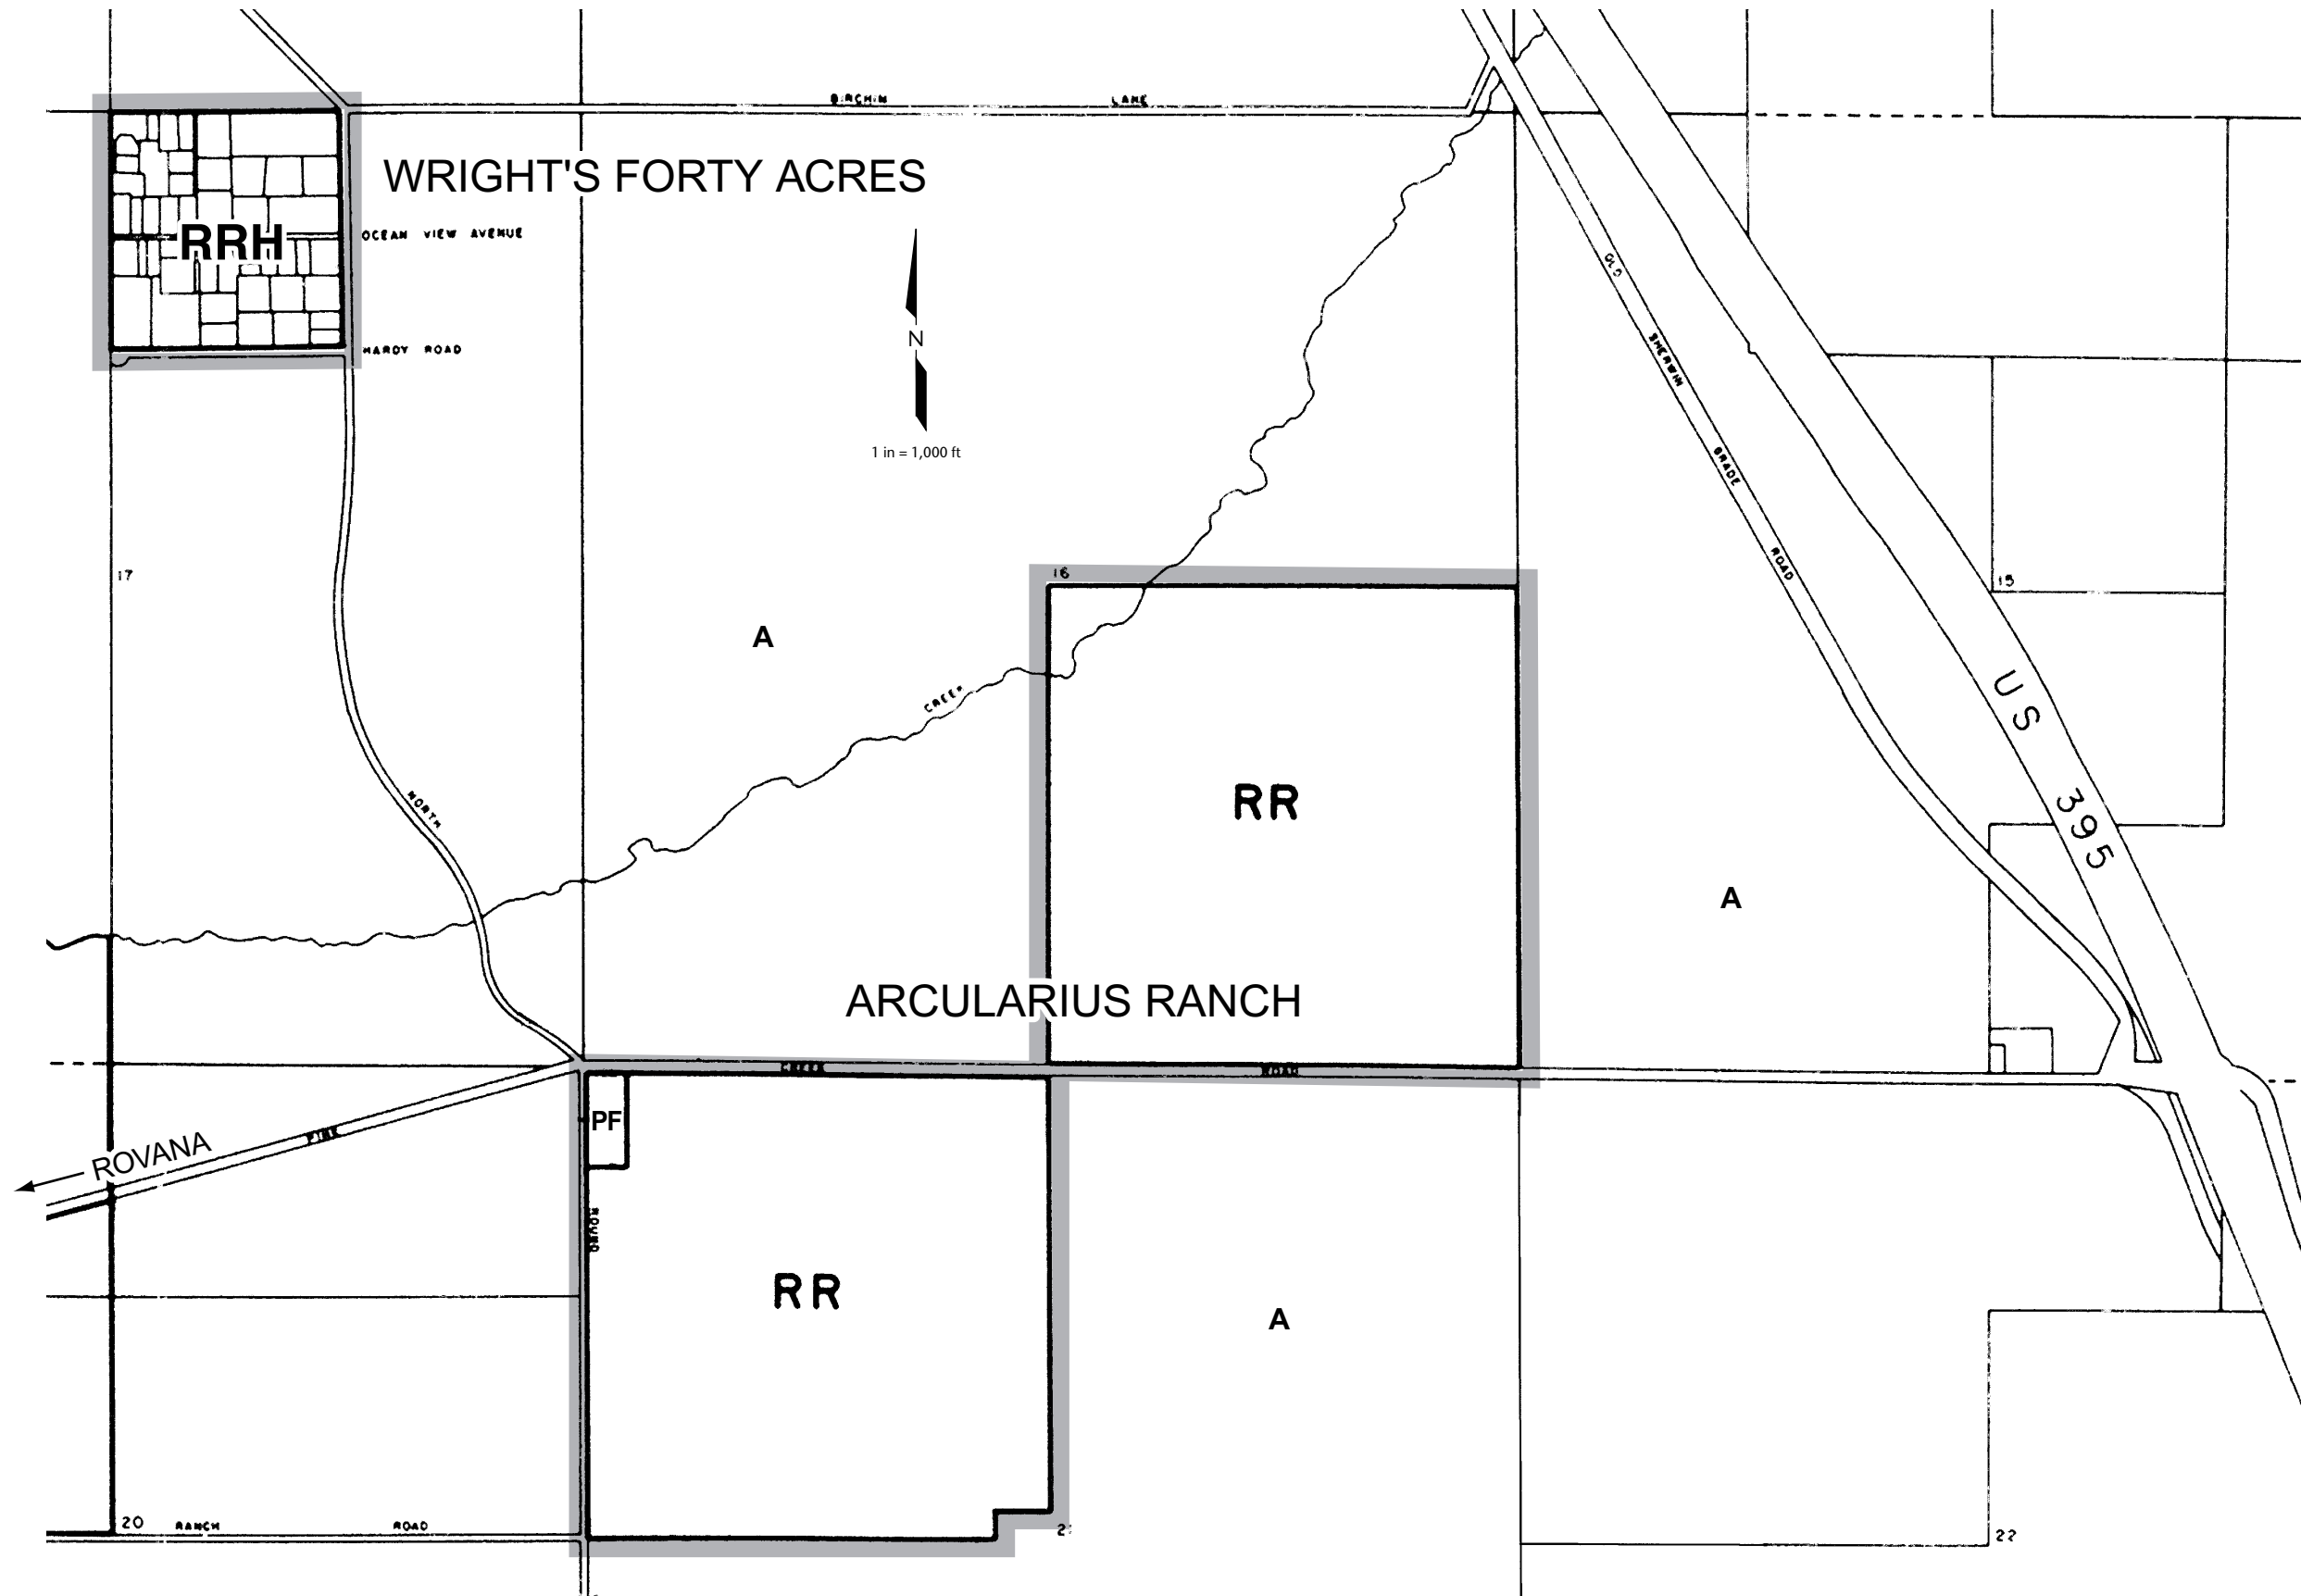 BIRCHIM LANE
WRIGHT'S FORTY ACRES
RRH
OCEAN VIEW AVENUE
HARDY ROAD
N
1 in = 1,000 ft
OLD SHERWIN GRADE ROAD
17
16
15
A
CREEK
US 395
RR
NORTH
A
ARCULARIUS RANCH
CREEK ROAD
PF
PINE
ROVANA
ROUND
RR
A
20
RANCH ROAD
22